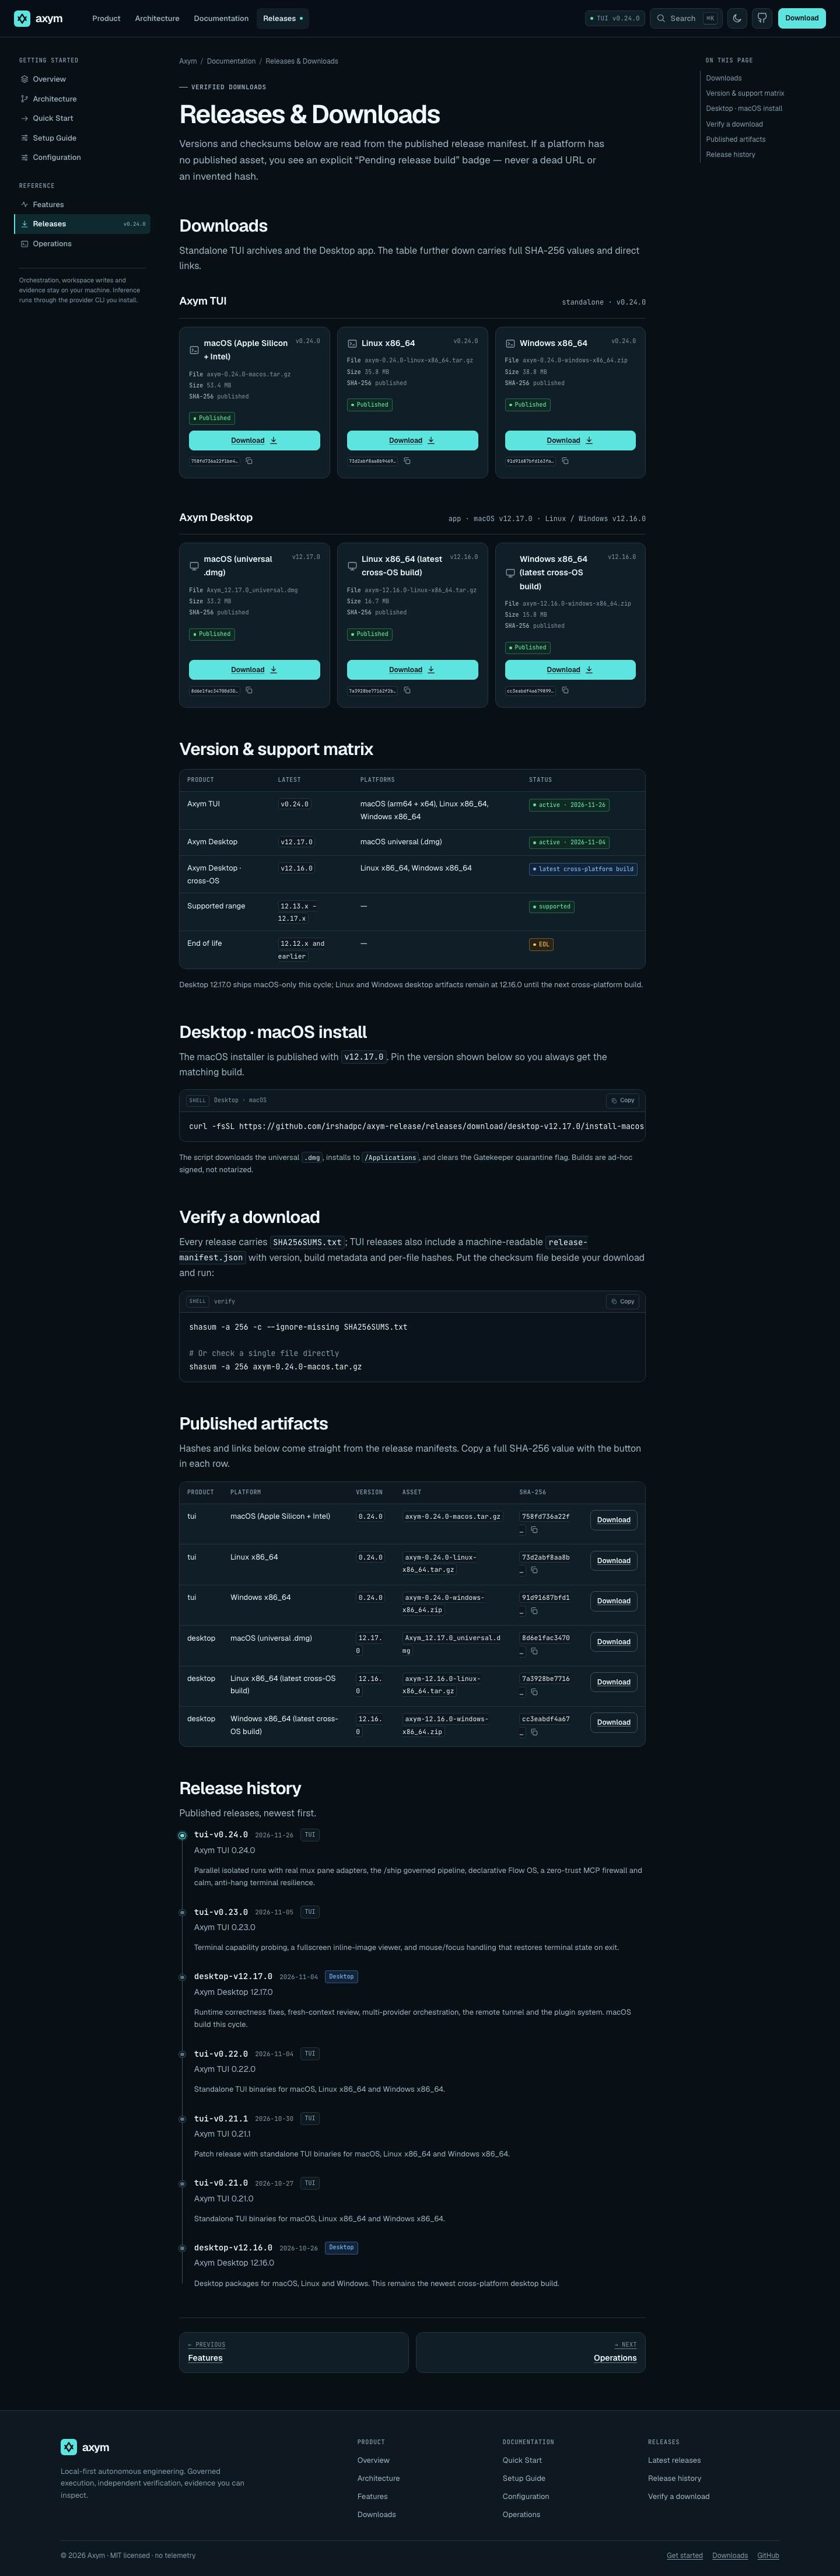 axym
Product
Architecture
Documentation
Releases
TUI v0.24.0
Search
⌘K
Download
GETTING STARTED
Overview
Architecture
Quick Start
Setup Guide
Configuration
REFERENCE
Features
Releases v0.24.0
Operations
Orchestration, workspace writes and
evidence stay on your machine. Inference
runs through the provider CLI you install.
Axym / Documentation / Releases & Downloads
VERIFIED DOWNLOADS
Releases & Downloads
Versions and checksums below are read from the published release manifest. If a platform has
no published asset, you see an explicit “Pending release build” badge — never a dead URL or
an invented hash.
ON THIS PAGE
Downloads
Version & support matrix
Desktop · macOS install
Verify a download
Published artifacts
Release history
Downloads
Standalone TUI archives and the Desktop app. The table further down carries full SHA-256 values and direct
links.
Axym TUI
standalone · v0.24.0
macOS (Apple Silicon
+ Intel)
v0.24.0
File axym-0.24.0-macos.tar.gz
Size 53.4 MB
SHA-256 published
Published
Download
Linux x86_64
v0.24.0
File axym-0.24.0-linux-x86_64.tar.gz
Size 35.8 MB
SHA-256 published
Published
Download
Windows x86_64
v0.24.0
File axym-0.24.0-windows-x86_64.zip
Size 38.8 MB
SHA-256 published
Published
Download
Axym Desktop
app · macOS v12.17.0 · Linux / Windows v12.16.0
macOS (universal
.dmg)
v12.17.0
File Axym_12.17.0_universal.dmg
Size 33.2 MB
SHA-256 published
Published
Download
Linux x86_64 (latest
cross-OS build)
v12.16.0
File axym-12.16.0-linux-x86_64.tar.gz
Size 16.7 MB
SHA-256 published
Published
Download
Windows x86_64
(latest cross-OS
build)
v12.16.0
File axym-12.16.0-windows-x86_64.zip
Size 15.8 MB
SHA-256 published
Published
Download
Version & support matrix
PRODUCT LATEST PLATFORMS STATUS
Axym TUI v0.24.0 macOS (arm64 + x64), Linux x86_64, active · 2026-11-26
Windows x86_64
Axym Desktop v12.17.0 macOS universal (.dmg) active · 2026-11-04
Axym Desktop · v12.16.0 Linux x86_64, Windows x86_64 latest cross-platform build
cross-OS
Supported range 12.13.x – — supported
12.17.x
End of life 12.12.x and — EOL
earlier
Desktop 12.17.0 ships macOS-only this cycle; Linux and Windows desktop artifacts remain at 12.16.0 until the next cross-platform build.
Desktop · macOS install
The macOS installer is published with v12.17.0. Pin the version shown below so you always get the
matching build.
SHELL Desktop · macOS Copy
curl -fsSL https://github.com/irshadpc/axym-release/releases/download/desktop-v12.17.0/install-macos
The script downloads the universal .dmg, installs to /Applications, and clears the Gatekeeper quarantine flag. Builds are ad-hoc
signed, not notarized.
Verify a download
Every release carries SHA256SUMS.txt; TUI releases also include a machine-readable release-
manifest.json with version, build metadata and per-file hashes. Put the checksum file beside your download
and run:
SHELL verify Copy
shasum -a 256 -c --ignore-missing SHA256SUMS.txt
# Or check a single file directly
shasum -a 256 axym-0.24.0-macos.tar.gz
Published artifacts
Hashes and links below come straight from the release manifests. Copy a full SHA-256 value with the button
in each row.
PRODUCT PLATFORM VERSION ASSET SHA-256
tui macOS (Apple Silicon + Intel) 0.24.0 axym-0.24.0-macos.tar.gz 758fd736a22f Download
…
tui Linux x86_64 0.24.0 axym-0.24.0-linux- 73d2abf8aa8b Download
x86_64.tar.gz …
tui Windows x86_64 0.24.0 axym-0.24.0-windows- 91d91687bfd1 Download
x86_64.zip …
desktop macOS (universal .dmg) 12.17. Axym_12.17.0_universal.d 8d6e1fac3470 Download
0 mg …
desktop Linux x86_64 (latest cross-OS 12.16. axym-12.16.0-linux- 7a3928be7716 Download
build) 0 x86_64.tar.gz …
desktop Windows x86_64 (latest cross- 12.16. axym-12.16.0-windows- cc3eabdf4a67 Download
OS build) 0 x86_64.zip …
Release history
Published releases, newest first.
tui-v0.24.0 2026-11-26 TUI
Axym TUI 0.24.0
Parallel isolated runs with real mux pane adapters, the /ship governed pipeline, declarative Flow OS, a zero-trust MCP firewall and
calm, anti-hang terminal resilience.
tui-v0.23.0 2026-11-05 TUI
Axym TUI 0.23.0
Terminal capability probing, a fullscreen inline-image viewer, and mouse/focus handling that restores terminal state on exit.
desktop-v12.17.0 2026-11-04 Desktop
Axym Desktop 12.17.0
Runtime correctness fixes, fresh-context review, multi-provider orchestration, the remote tunnel and the plugin system. macOS
build this cycle.
tui-v0.22.0 2026-11-04 TUI
Axym TUI 0.22.0
Standalone TUI binaries for macOS, Linux x86_64 and Windows x86_64.
tui-v0.21.1 2026-10-30 TUI
Axym TUI 0.21.1
Patch release with standalone TUI binaries for macOS, Linux x86_64 and Windows x86_64.
tui-v0.21.0 2026-10-27 TUI
Axym TUI 0.21.0
Standalone TUI binaries for macOS, Linux x86_64 and Windows x86_64.
desktop-v12.16.0 2026-10-26 Desktop
Axym Desktop 12.16.0
Desktop packages for macOS, Linux and Windows. This remains the newest cross-platform desktop build.
← PREVIOUS
Features
→ NEXT
Operations
axym
Local-first autonomous engineering. Governed
execution, independent verification, evidence you can
inspect.
PRODUCT
Overview
Architecture
Features
Downloads
DOCUMENTATION
Quick Start
Setup Guide
Configuration
Operations
RELEASES
Latest releases
Release history
Verify a download
© 2026 Axym · MIT licensed · no telemetry
Get started Downloads GitHub